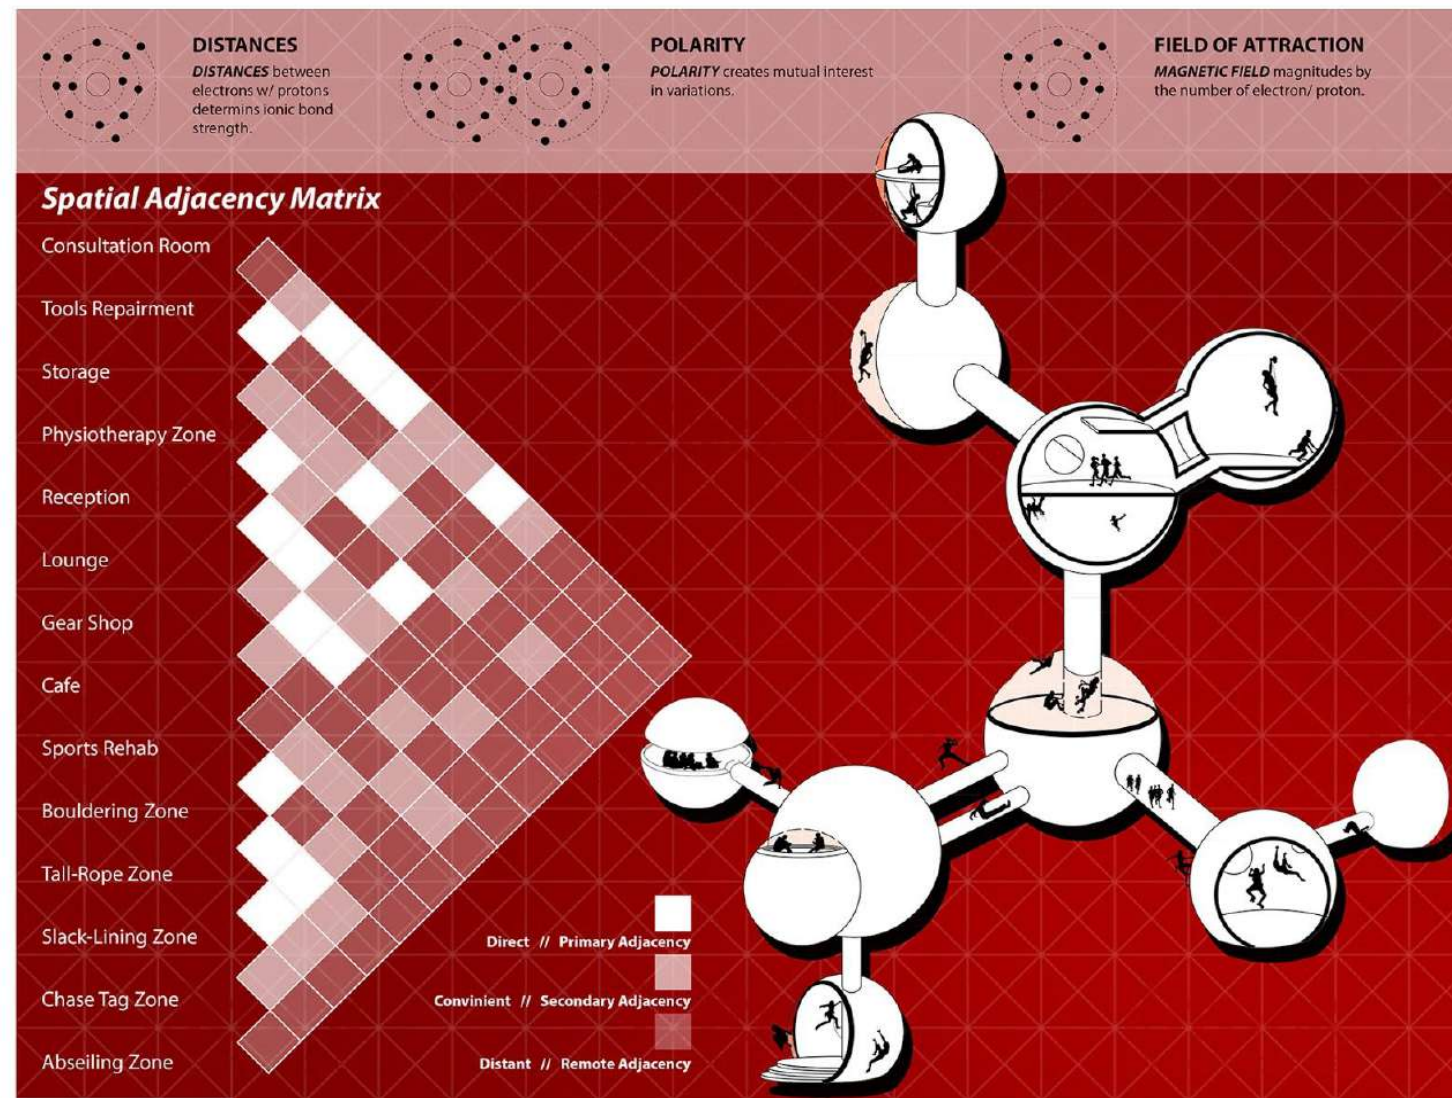 DISTANCES
DISTANCES between
electrons w/ protons
determins ionic bond
strength.
POLARITY
POLARITY creates mutual interest
in variations.
FIELD OF ATTRACTION
MAGNETIC FIELD magnitudes by
the number of electron/ proton.
Spatial Adjacency Matrix
Consultation Room
Tools Repairment
Storage
Physiotherapy Zone
Reception
Lounge
Gear Shop
Cafe
Sports Rehab
Bouldering Zone
Tall-Rope Zone
Slack-Lining Zone
Chase Tag Zone
Abseiling Zone
Direct // Primary Adjacency
Convinient // Secondary Adjacency
Distant // Remote Adjacency